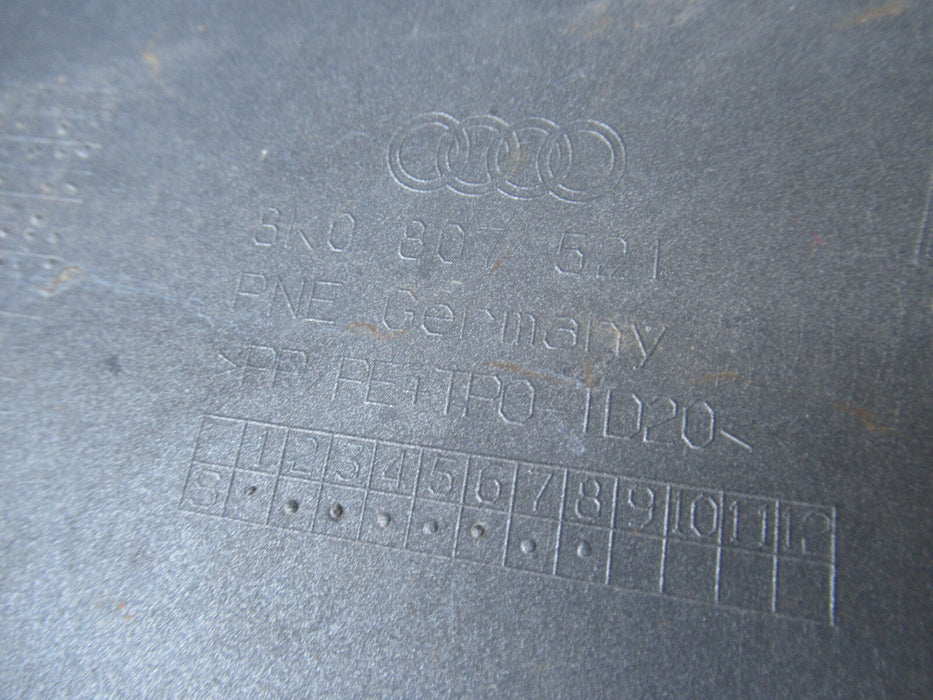 8K0 807 521
PNE Germany
>PP/PE+TPO-TD20<
1 2 3 4 5 6 7 8 9 10 11 12